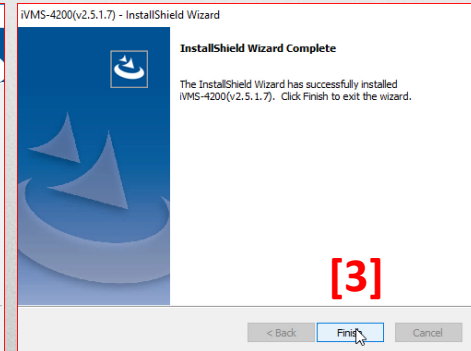 iVMS-4200(v2.5.1.7) - InstallShield Wizard
InstallShield Wizard Complete
The InstallShield Wizard has successfully installed
iVMS-4200(v2.5.1.7). Click Finish to exit the wizard.
[3]
< Back Finish Cancel